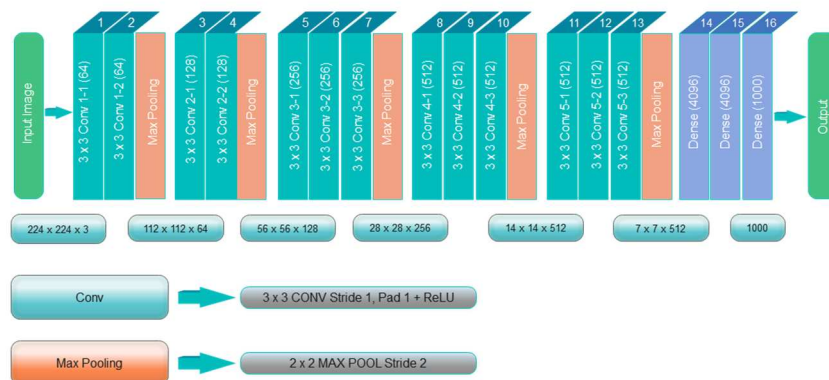 1 2 3 4 5 6 7 8 9 10 11 12 13 14 15 16
Input Image
3 x 3 Conv 1-1 (64)
3 x 3 Conv 1-2 (64)
Max Pooling
3 x 3 Conv 2-1 (128)
3 x 3 Conv 2-2 (128)
Max Pooling
3 x 3 Conv 3-1 (256)
3 x 3 Conv 3-2 (256)
3 x 3 Conv 3-3 (256)
Max Pooling
3 x 3 Conv 4-1 (512)
3 x 3 Conv 4-2 (512)
3 x 3 Conv 4-3 (512)
Max Pooling
3 x 3 Conv 5-1 (512)
3 x 3 Conv 5-2 (512)
3 x 3 Conv 5-3 (512)
Max Pooling
Dense (4096)
Dense (4096)
Dense (1000)
Output
224 x 224 x 3
112 x 112 x 64
56 x 56 x 128
28 x 28 x 256
14 x 14 x 512
7 x 7 x 512
1000
Conv
3 x 3 CONV Stride 1, Pad 1 + ReLU
Max Pooling
2 x 2 MAX POOL Stride 2